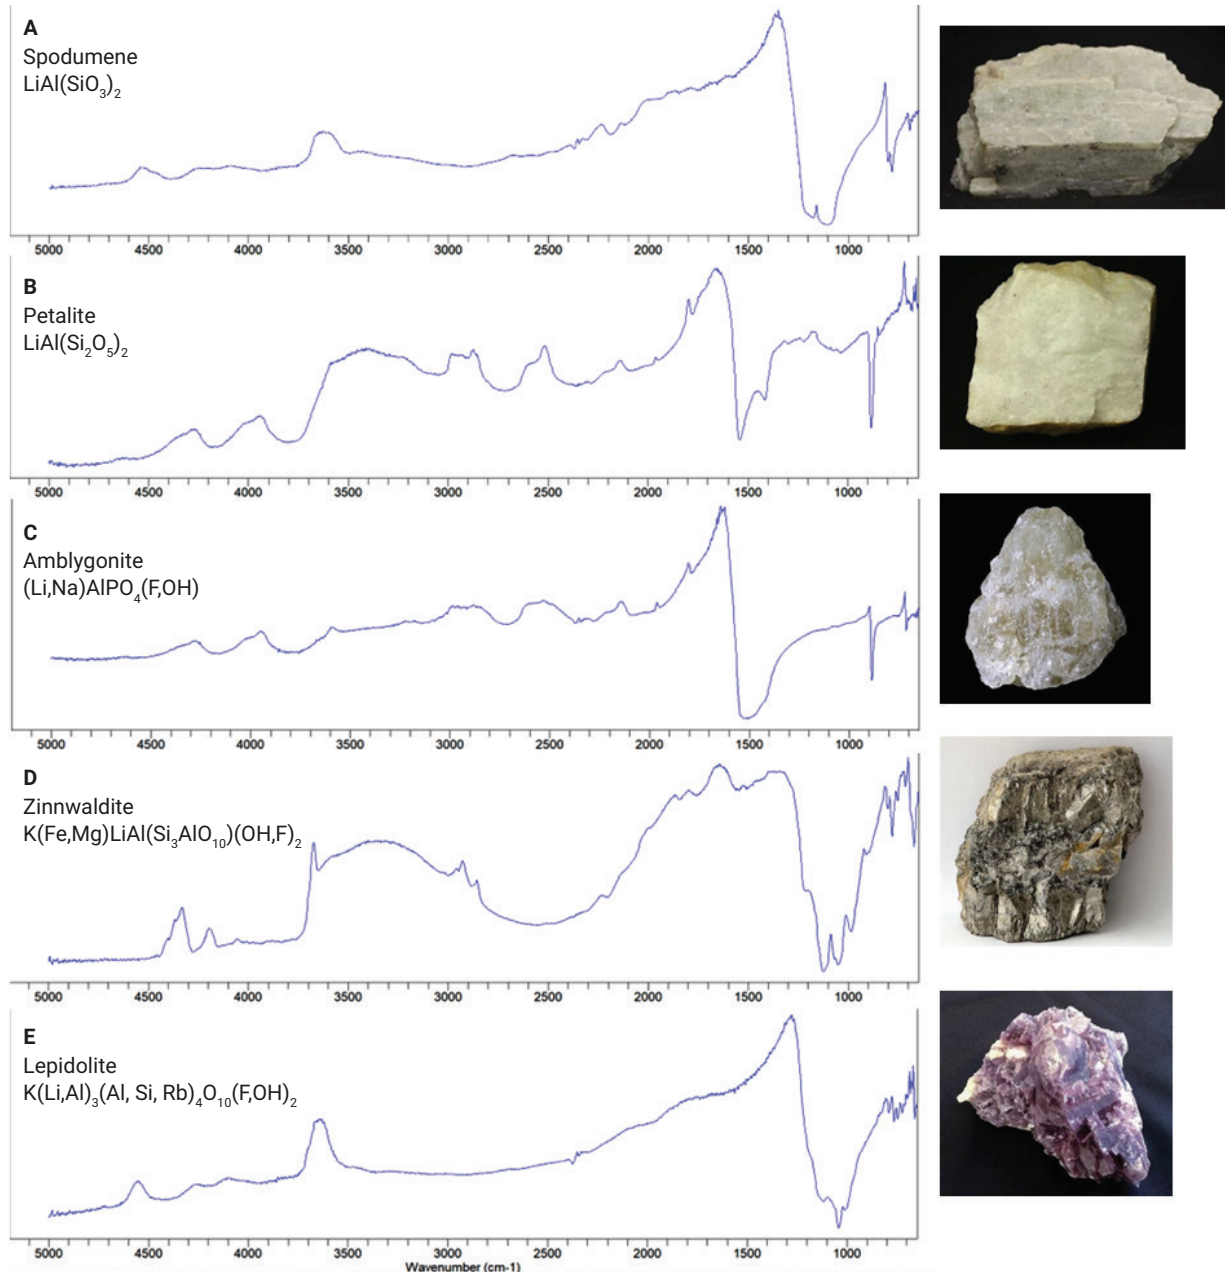 A
Spodumene
LiAl(SiO₃)₂
5000 4500 4000 3500 3000 2500 2000 1500 1000
B
Petalite
LiAl(Si₂O₅)₂
5000 4500 4000 3500 3000 2500 2000 1500 1000
C
Amblygonite
(Li,Na)AlPO₄(F,OH)
5000 4500 4000 3500 3000 2500 2000 1500 1000
D
Zinnwaldite
K(Fe,Mg)LiAl(Si₃AlO₁₀)(OH,F)₂
5000 4500 4000 3500 3000 2500 2000 1500 1000
E
Lepidolite
K(Li,Al)₃(Al, Si, Rb)₄O₁₀(F,OH)₂
5000 4500 4000 3500 3000 2500 2000 1500 1000
Wavenumber (cm-1)